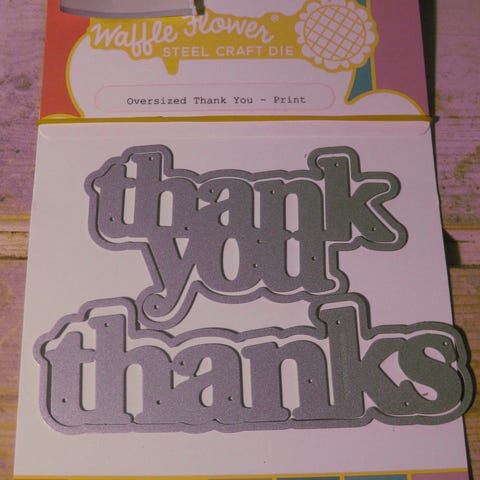 Waffle Flower®
STEEL CRAFT DIE
Oversized Thank You - Print
thank
you
thanks